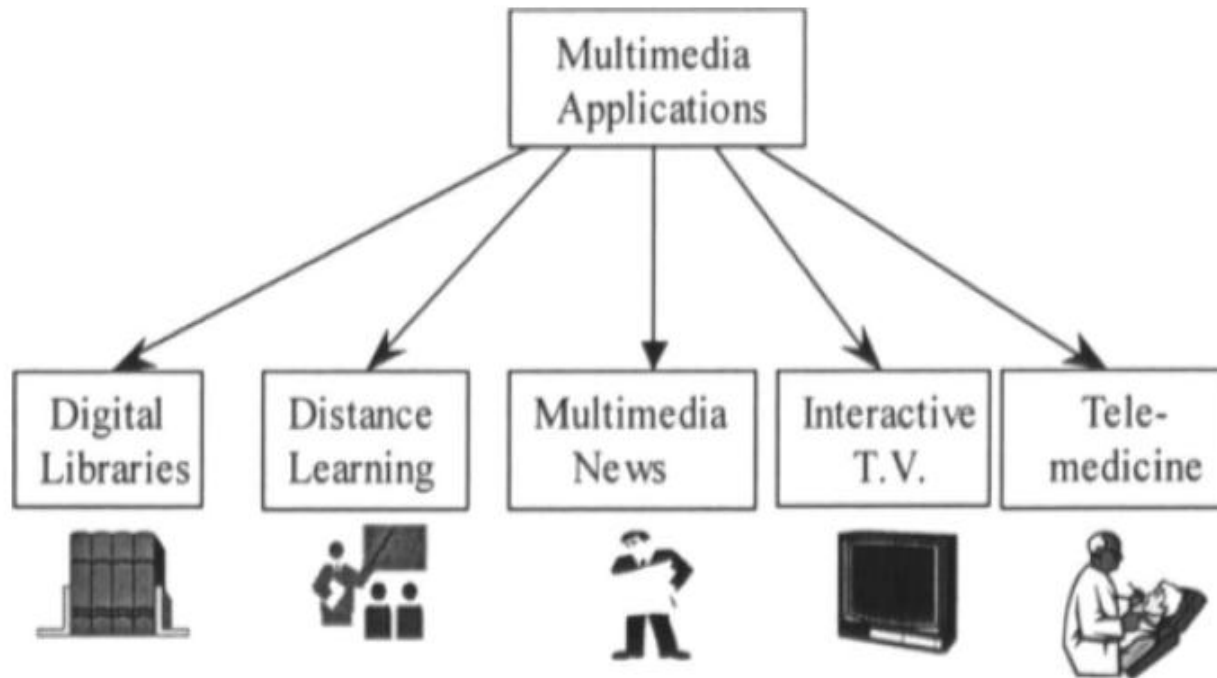 Multimedia
Applications
Digital
Libraries
Distance
Learning
Multimedia
News
Interactive
T.V.
Tele-
medicine